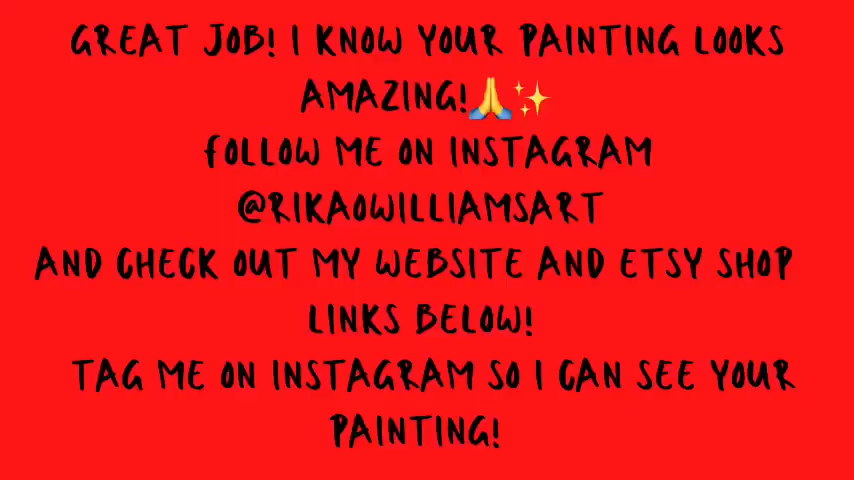 GREAT JOB! I KNOW YOUR PAINTING LOOKS
AMAZING!🙏✨
FOLLOW ME ON INSTAGRAM
@RIKAOWILLIAMSART
AND CHECK OUT MY WEBSITE AND ETSY SHOP
LINKS BELOW!
TAG ME ON INSTAGRAM SO I CAN SEE YOUR
PAINTING!